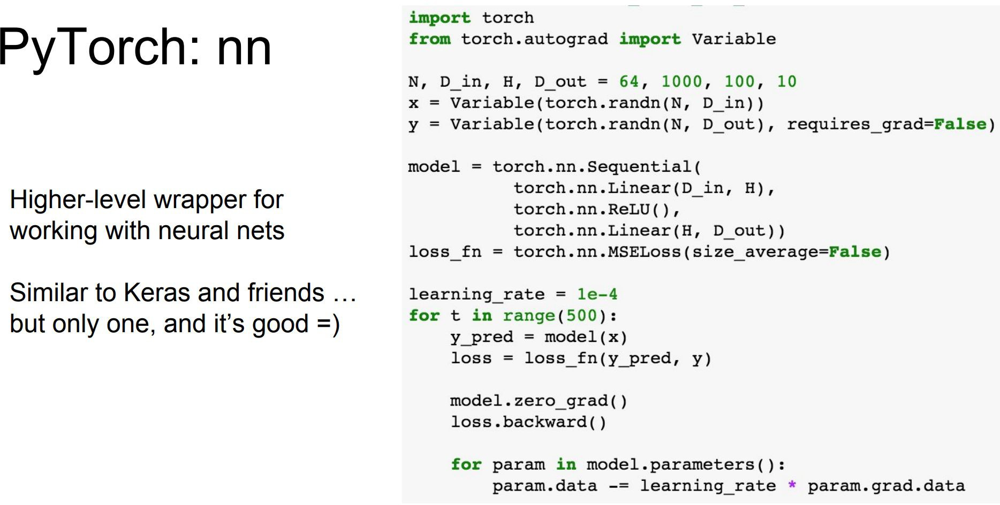 PyTorch: nn
Higher-level wrapper for
working with neural nets
Similar to Keras and friends …
but only one, and it’s good =)
import torch
from torch.autograd import Variable
N, D_in, H, D_out = 64, 1000, 100, 10
x = Variable(torch.randn(N, D_in))
y = Variable(torch.randn(N, D_out), requires_grad=False)
model = torch.nn.Sequential(
          torch.nn.Linear(D_in, H),
          torch.nn.ReLU(),
          torch.nn.Linear(H, D_out))
loss_fn = torch.nn.MSELoss(size_average=False)
learning_rate = 1e-4
for t in range(500):
    y_pred = model(x)
    loss = loss_fn(y_pred, y)
    model.zero_grad()
    loss.backward()
    for param in model.parameters():
        param.data -= learning_rate * param.grad.data